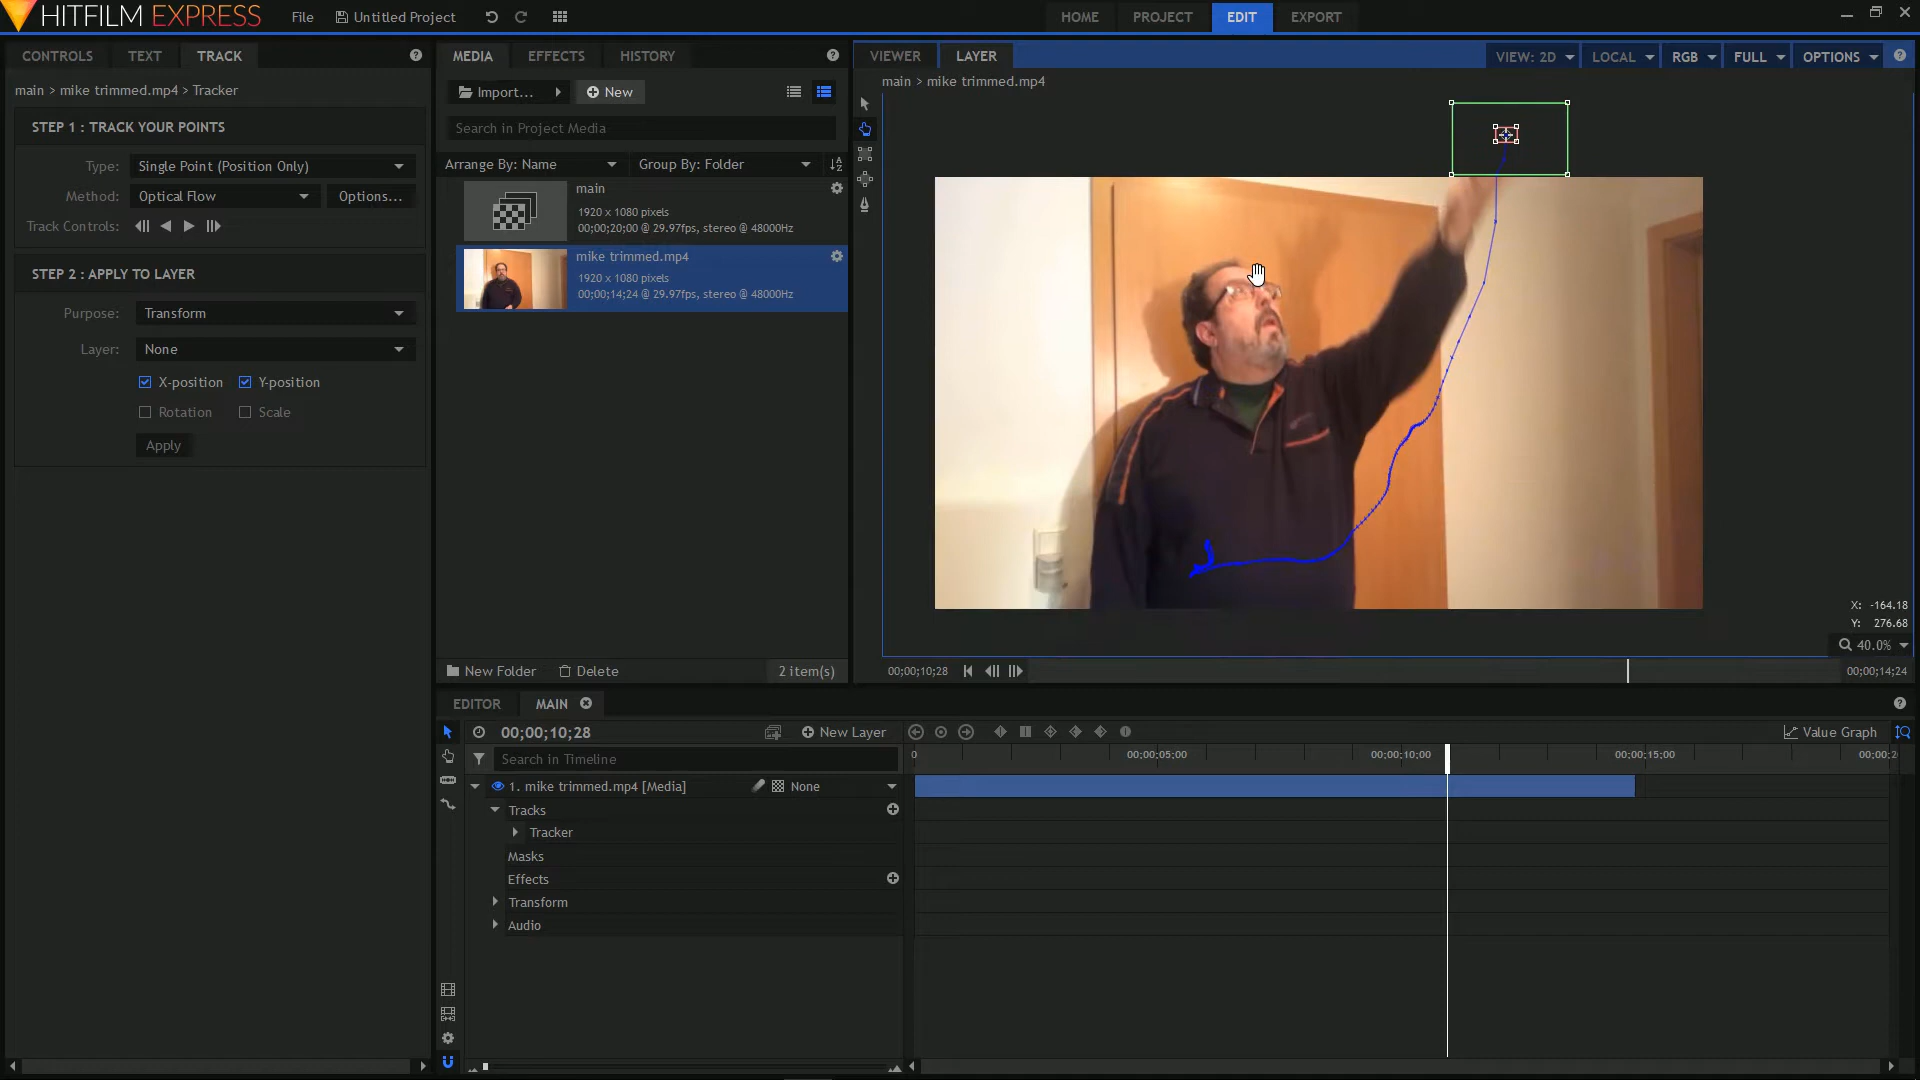 HITFILM EXPRESS File Untitled Project HOME PROJECT EDIT EXPORT
CONTROLS TEXT TRACK
main > mike trimmed.mp4 > Tracker
STEP 1 : TRACK YOUR POINTS
Type: Single Point (Position Only)
Method: Optical Flow Options...
Track Controls:
STEP 2 : APPLY TO LAYER
Purpose: Transform
Layer: None
X-position Y-position
Rotation Scale
Apply
MEDIA EFFECTS HISTORY
Import... New
Search in Project Media
Arrange By: Name Group By: Folder
main
1920 x 1080 pixels
00;00;20;00 @ 29.97fps, stereo @ 48000Hz
mike trimmed.mp4
1920 x 1080 pixels
00;00;14;24 @ 29.97fps, stereo @ 48000Hz
New Folder Delete 2 item(s)
VIEWER LAYER VIEW: 2D LOCAL RGB FULL OPTIONS
main > mike trimmed.mp4
X: -164.18
Y: 276.68
40.0%
00;00;10;28 00;00;14;24
EDITOR MAIN
00;00;10;28 New Layer Value Graph
Search in Timeline 0 00;00;05;00 00;00;10;00 00;00;15;00 00;00;2
1. mike trimmed.mp4 [Media] None
Tracks
Tracker
Masks
Effects
Transform
Audio